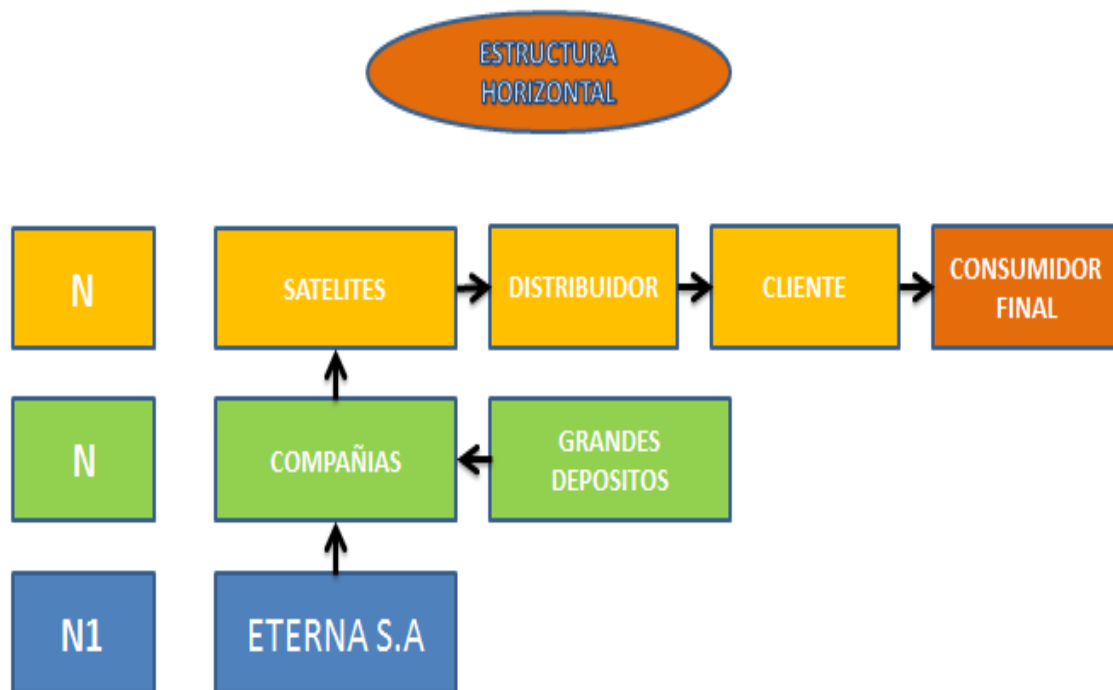 ESTRUCTURA
HORIZONTAL
N
SATELITES
DISTRIBUIDOR
CLIENTE
CONSUMIDOR
FINAL
N
COMPAÑIAS
GRANDES
DEPOSITOS
N1
ETERNA S.A